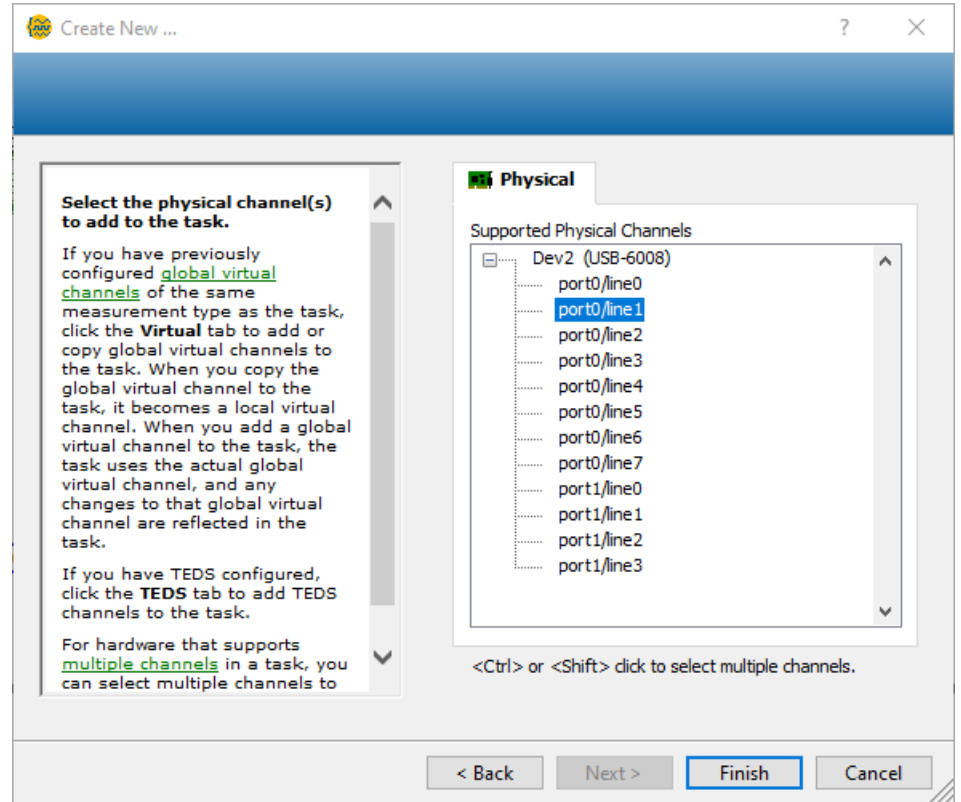 Create New ...
?
Select the physical channel(s)
to add to the task.
If you have previously
configured global virtual
channels of the same
measurement type as the task,
click the Virtual tab to add or
copy global virtual channels to
the task. When you copy the
global virtual channel to the
task, it becomes a local virtual
channel. When you add a global
virtual channel to the task, the
task uses the actual global
virtual channel, and any
changes to that global virtual
channel are reflected in the
task.
If you have TEDS configured,
click the TEDS tab to add TEDS
channels to the task.
For hardware that supports
multiple channels in a task, you
can select multiple channels to
Physical
Supported Physical Channels
Dev2 (USB-6008)
port0/line0
port0/line1
port0/line2
port0/line3
port0/line4
port0/line5
port0/line6
port0/line7
port1/line0
port1/line1
port1/line2
port1/line3
<Ctrl> or <Shift> click to select multiple channels.
< Back
Next >
Finish
Cancel